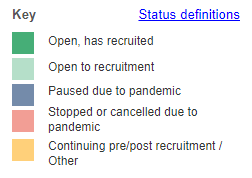 Key Status definitions
Open, has recruited
Open to recruitment
Paused due to pandemic
Stopped or cancelled due to
pandemic
Continuing pre/post recruitment /
Other